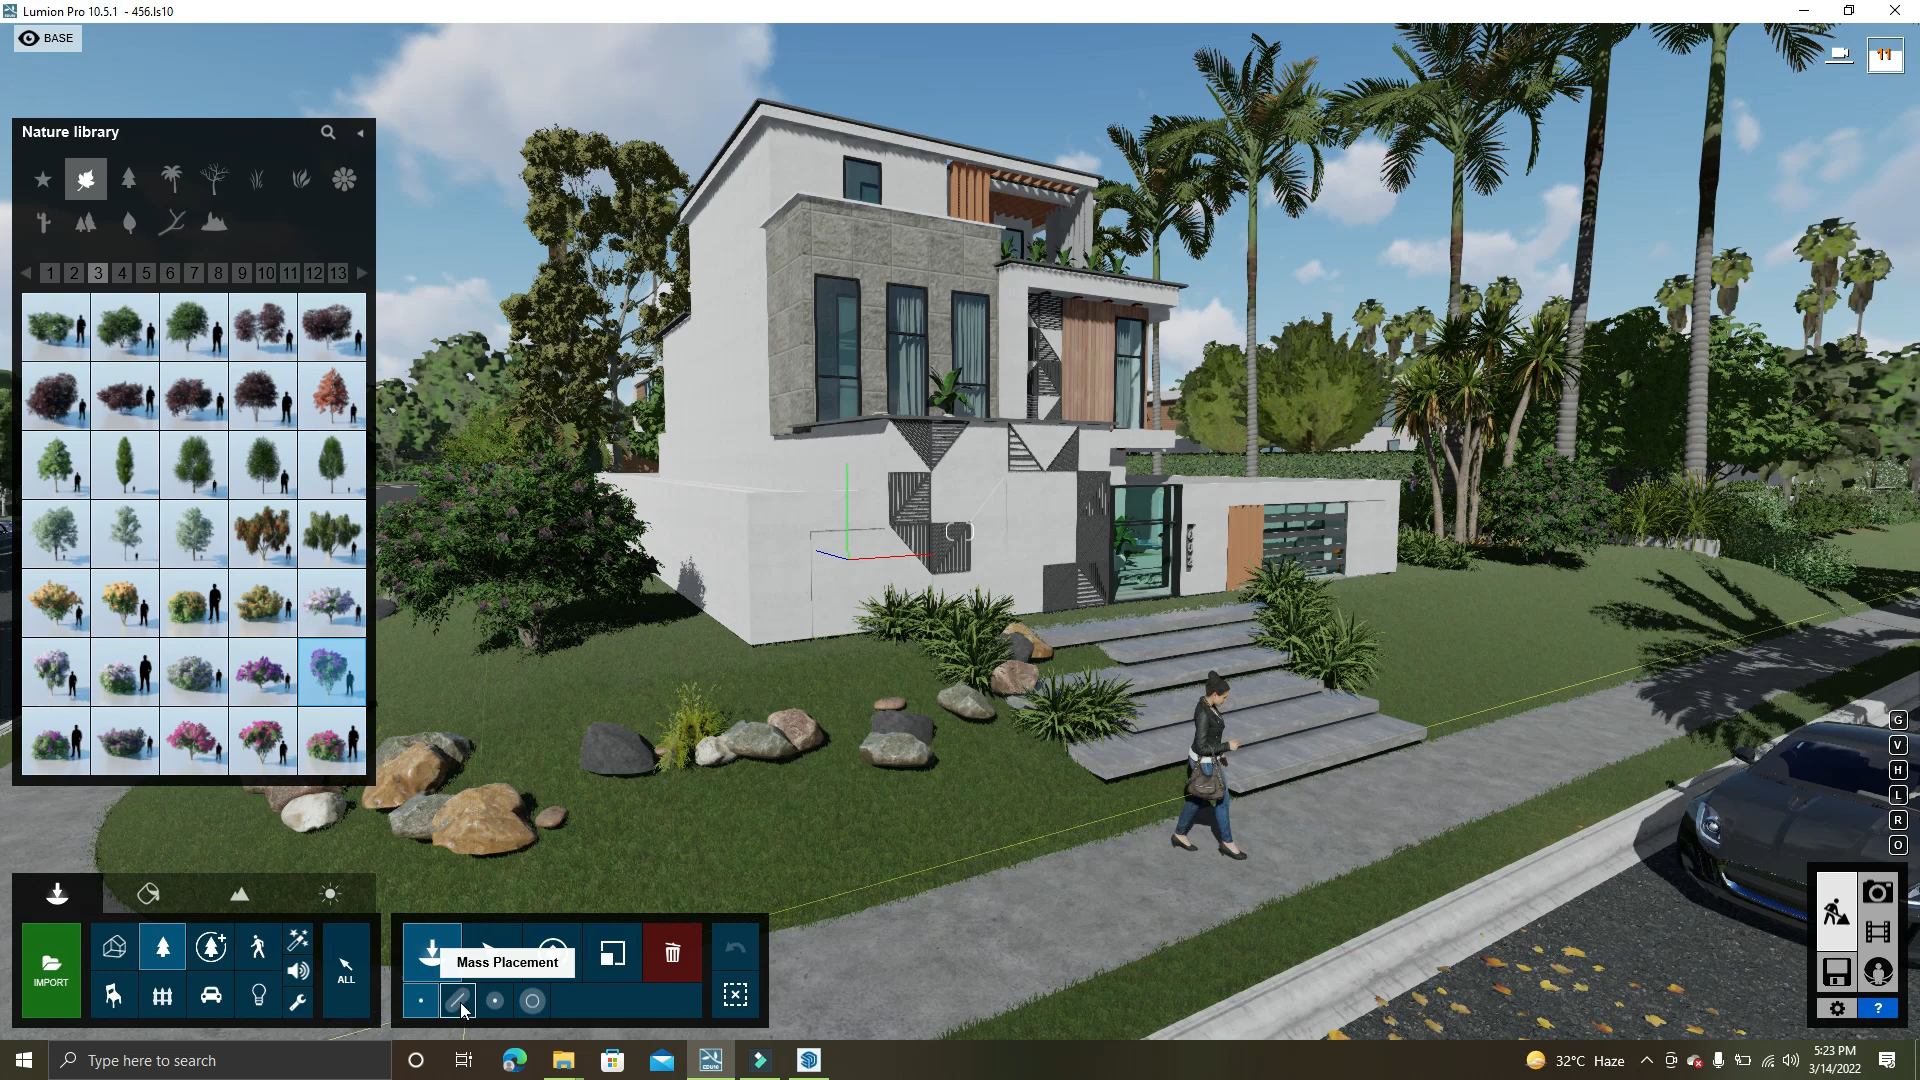 Lumion Pro 10.5.1 - 456.ls10
BASE
11
Nature library
1 2 3 4 5 6 7 8 9 10 11 12 13
G
V
H
L
R
O
IMPORT
ALL
Mass Placement
?
Type here to search
EDU10
32°C Haze
5:23 PM
3/14/2022